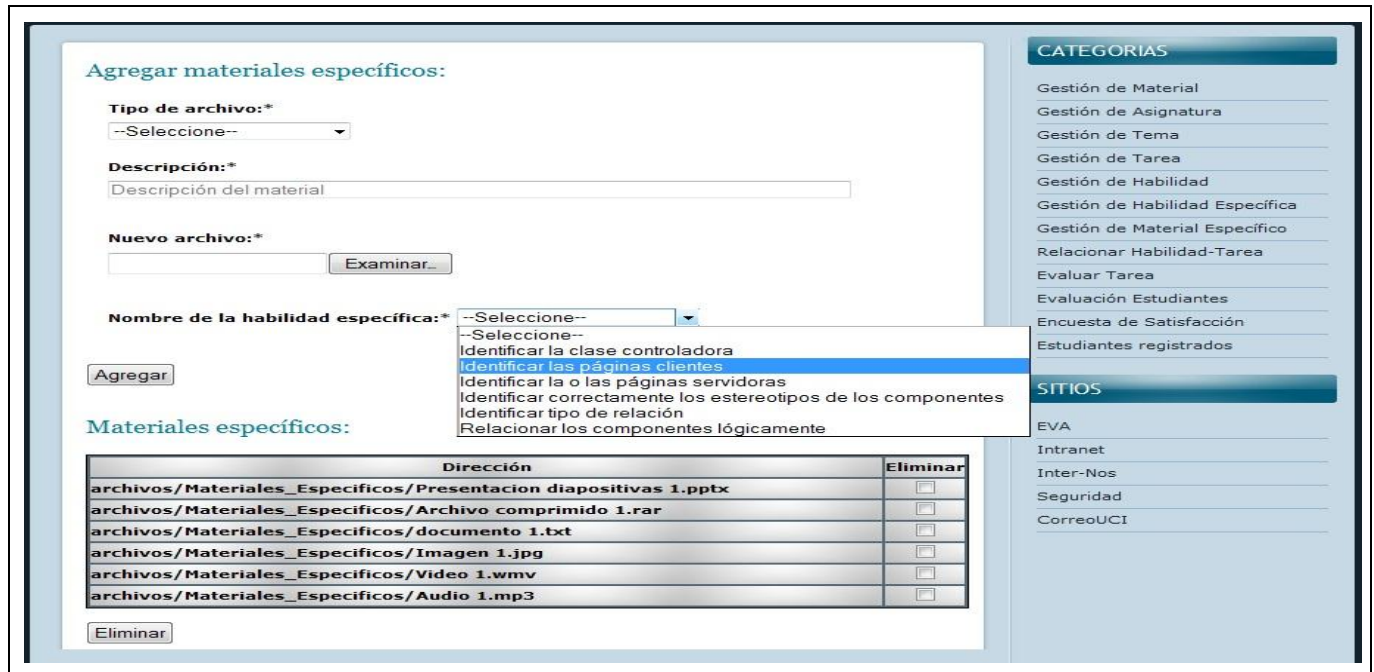 Agregar materiales específicos:
Tipo de archivo:*
--Seleccione--
Descripción:*
Descripción del material
Nuevo archivo:*
Examinar...
Nombre de la habilidad específica:* --Seleccione--
--Seleccione--
Identificar la clase controladora
Identificar las páginas clientes
Identificar la o las páginas servidoras
Identificar correctamente los estereotipos de los componentes
Identificar tipo de relación
Relacionar los componentes lógicamente
Agregar
Materiales específicos:
Dirección Eliminar
archivos/Materiales_Especificos/Presentacion diapositivas 1.pptx
archivos/Materiales_Especificos/Archivo comprimido 1.rar
archivos/Materiales_Especificos/documento 1.txt
archivos/Materiales_Especificos/Imagen 1.jpg
archivos/Materiales_Especificos/Video 1.wmv
archivos/Materiales_Especificos/Audio 1.mp3
Eliminar
CATEGORIAS
Gestión de Material
Gestión de Asignatura
Gestión de Tema
Gestión de Tarea
Gestión de Habilidad
Gestión de Habilidad Específica
Gestión de Material Específico
Relacionar Habilidad-Tarea
Evaluar Tarea
Evaluación Estudiantes
Encuesta de Satisfacción
Estudiantes registrados
SITIOS
EVA
Intranet
Inter-Nos
Seguridad
CorreoUCI